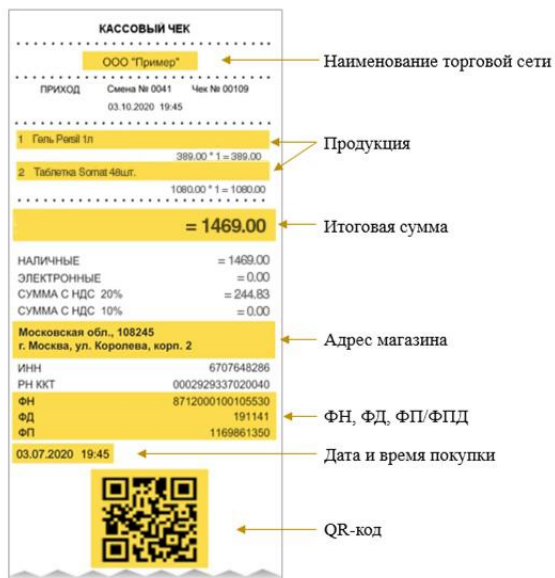 КАССОВЫЙ ЧЕК
ООО "Пример"
Наименование торговой сети
ПРИХОД Смена № 0041 Чек № 00109
03.10.2020 19:45
1 Гель Persil 1л
389.00 * 1 = 389.00
Продукция
2 Таблетка Somat 48шт.
1080.00 * 1 = 1080.00
= 1469.00
Итоговая сумма
НАЛИЧНЫЕ = 1469.00
ЭЛЕКТРОННЫЕ = 0.00
СУММА С НДС 20% = 244.83
СУММА С НДС 10% = 0.00
Московская обл., 108245
г. Москва, ул. Королева, корп. 2
Адрес магазина
ИНН 6707648286
РН ККТ 0002929337020040
ФН 8712000100105530
ФД 191141
ФН, ФД, ФП/ФПД
ФП 1169861350
03.07.2020 19:45
Дата и время покупки
QR-код